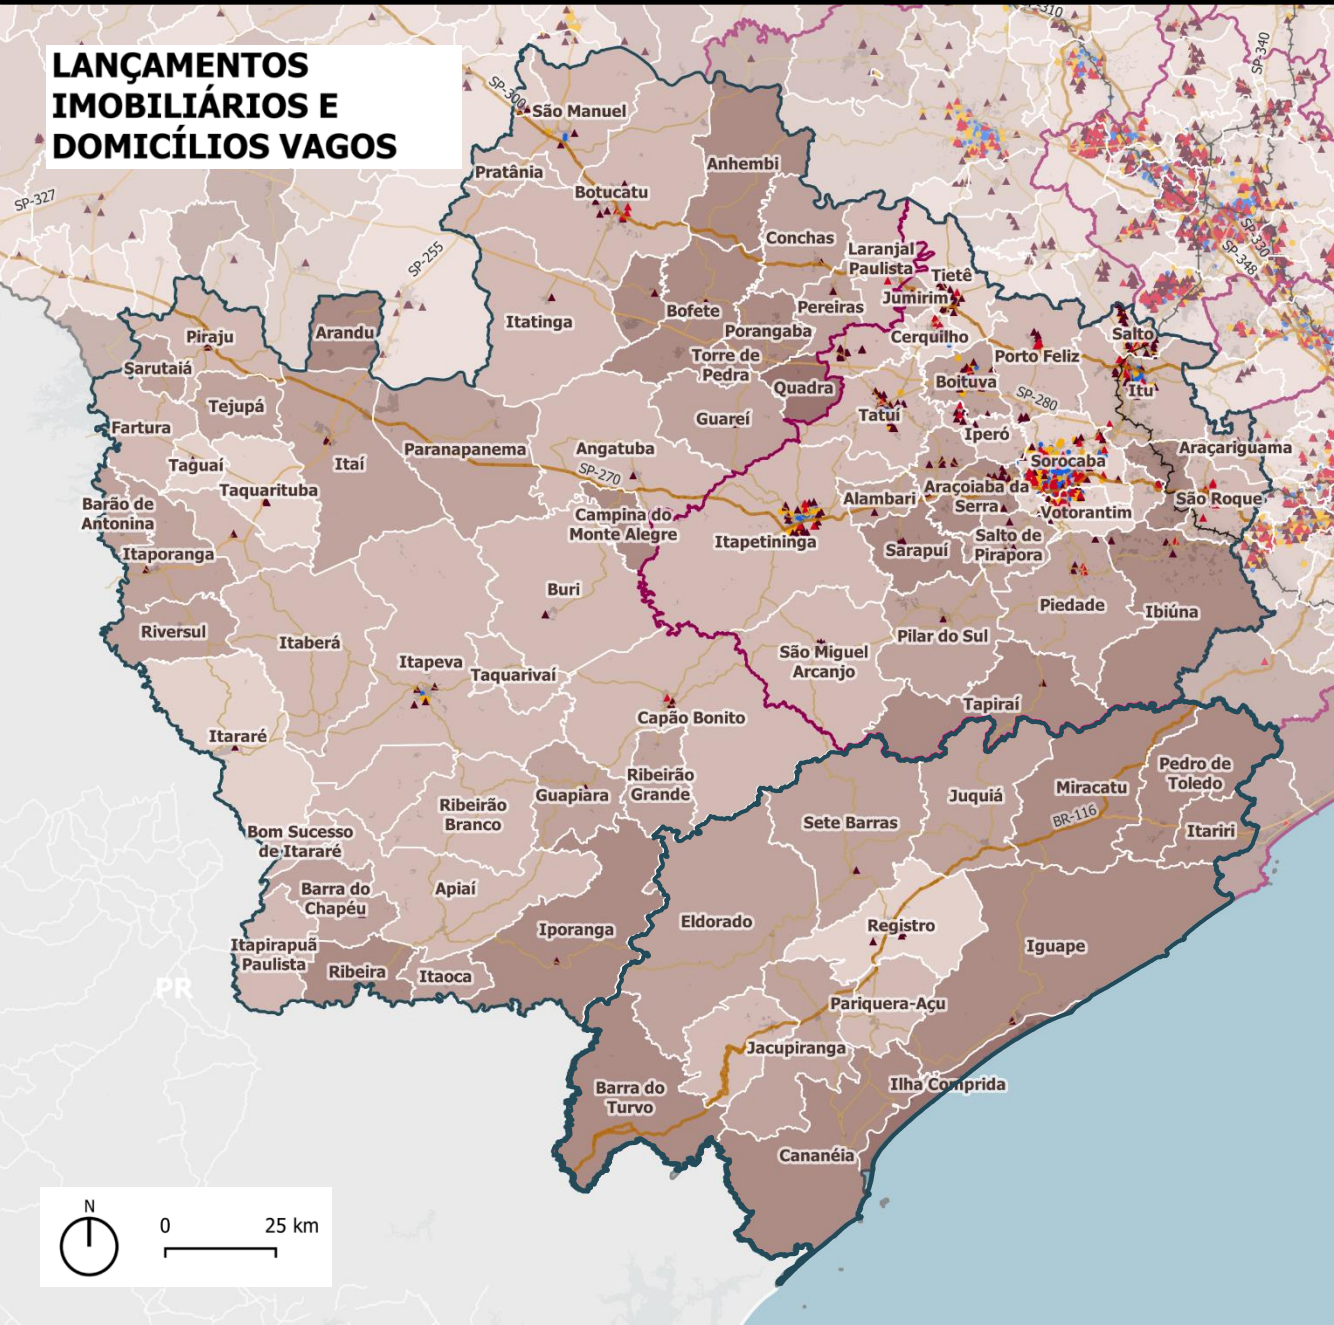 LANÇAMENTOS
IMOBILIÁRIOS E
DOMICÍLIOS VAGOS
SP-310
SP-340
SP-300
São Manuel
Pratânia
Anhembi
Botucatu
SP-327
SP-330
SP-348
SP-255
Conchas
Laranjal
Paulista
Tietê
Jumirim
Pereiras
Itatinga
Bofete
Porangaba
Cerquilho
Salto
Piraju
Arandu
Torre de
Pedra
Porto Feliz
Sarutaiá
Quadra
Boituva
Itu
Tejupá
SP-280
Fartura
Guareí
Tatuí
Iperó
Taguaí
Itaí
Paranapanema
Angatuba
Sorocaba
Araçariguama
SP-270
Taquarituba
Alambari
Araçoiaba da
Serra
São Roque
Barão de
Antonina
Campina do
Monte Alegre
Votorantim
Itapetininga
Salto de
Pirapora
Itaporanga
Sarapuí
Buri
Piedade
Ibiúna
Riversul
Itaberá
Pilar do Sul
Itapeva
Taquarivaí
São Miguel
Arcanjo
Capão Bonito
Tapiraí
Itararé
Ribeirão
Grande
Guapiara
Juquiá
Miracatu
Pedro de
Toledo
Ribeirão
Branco
Sete Barras
BR-116
Itariri
Bom Sucesso
de Itararé
Barra do
Chapéu
Apiaí
Eldorado
Registro
Iporanga
Iguape
Itapirapuã
Paulista
Ribeira
Itaoca
PR
Pariquera-Açu
Jacupiranga
Ilha Comprida
Barra do
Turvo
Cananéia
N
0 25 km